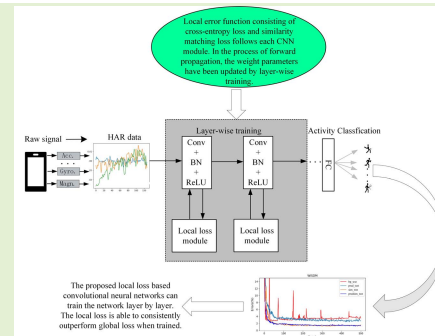 Local error function consisting of
cross-entropy loss and similarity
matching loss follows each CNN
module. In the process of forward
propagation, the weight parameters
have been updated by layer-wise
training.
Raw signal
HAR data
Layer-wise training
Activity Classfication
Acc.
Gyro.
Magn.
Conv
+
BN
+
ReLU
Conv
+
BN
+
ReLU
FC
Local loss
module
Local loss
module
The proposed local loss based
convolutional neural networks can
train the network layer by layer.
The local loss is able to consistently
outperform global loss when trained.